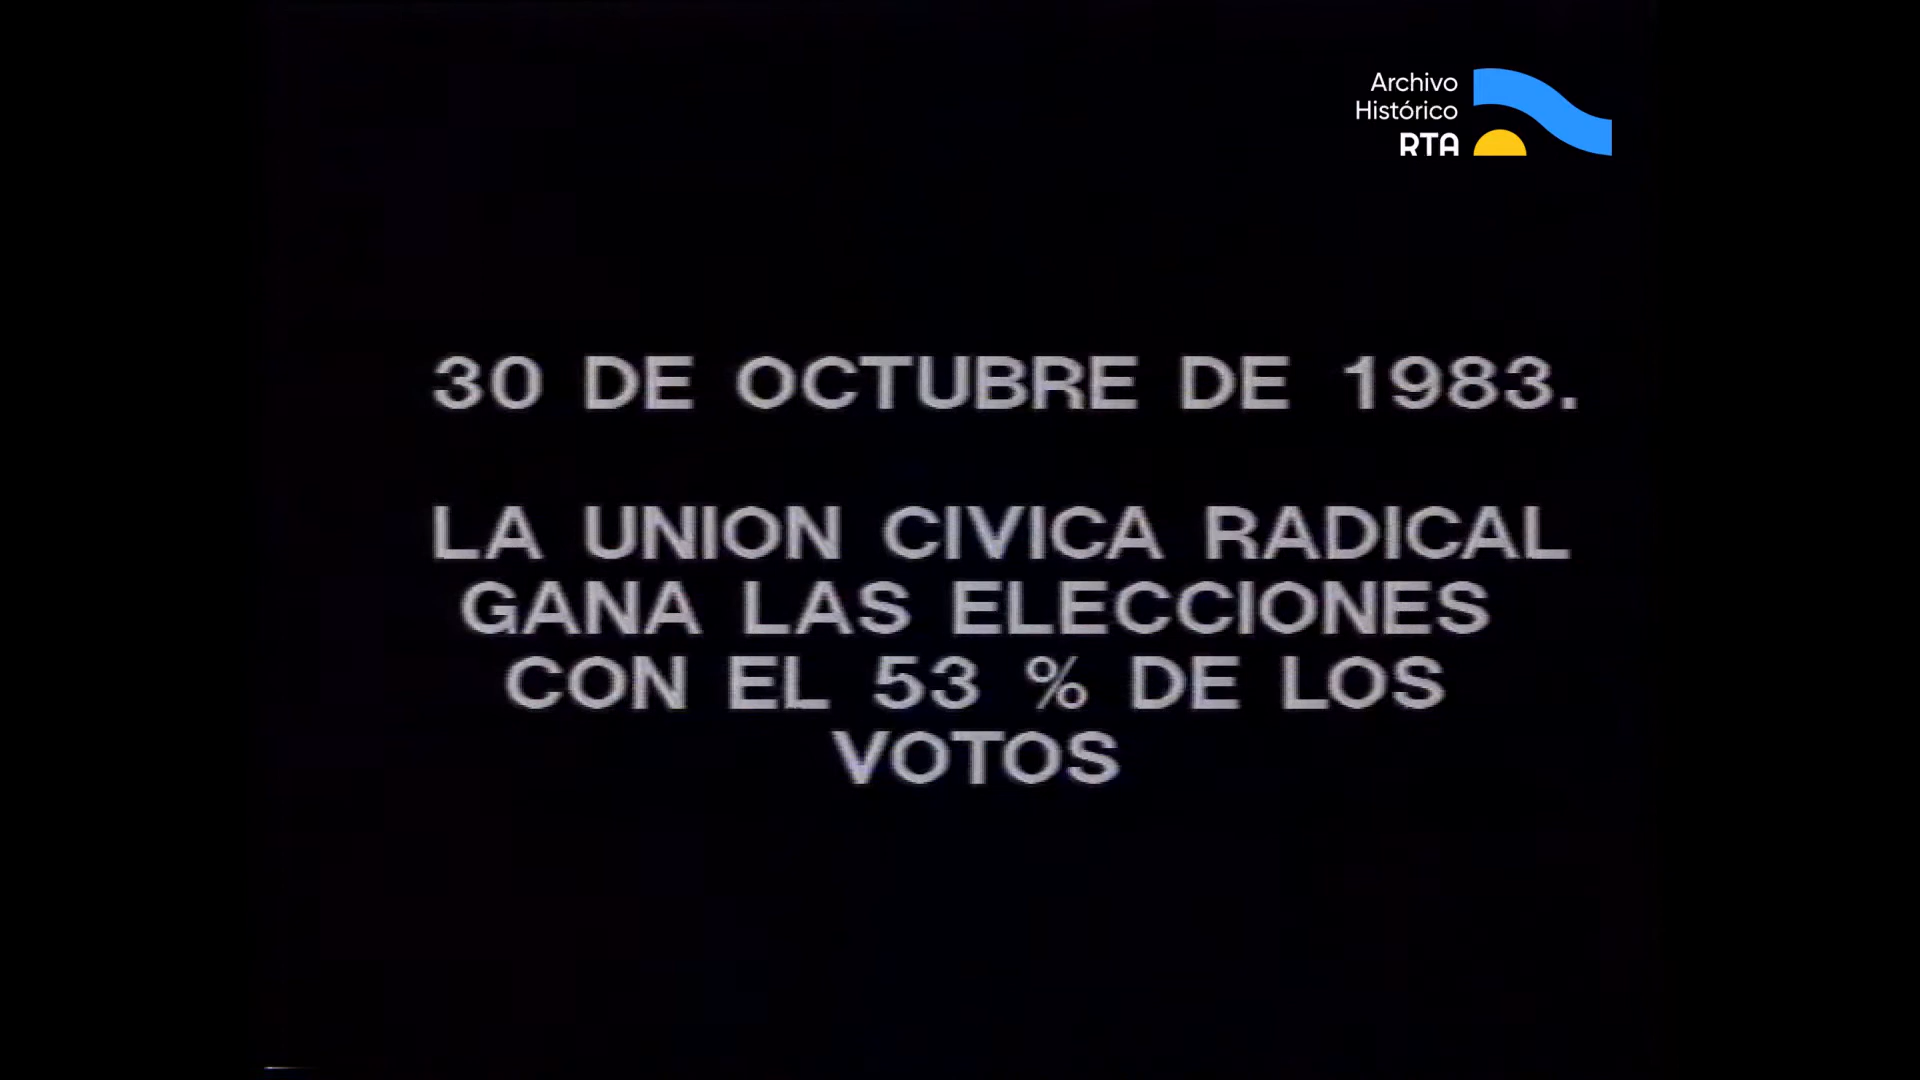 Archivo
Histórico
RTA
30 DE OCTUBRE DE 1983.
LA UNION CIVICA RADICAL
GANA LAS ELECCIONES
CON EL 53 % DE LOS
VOTOS